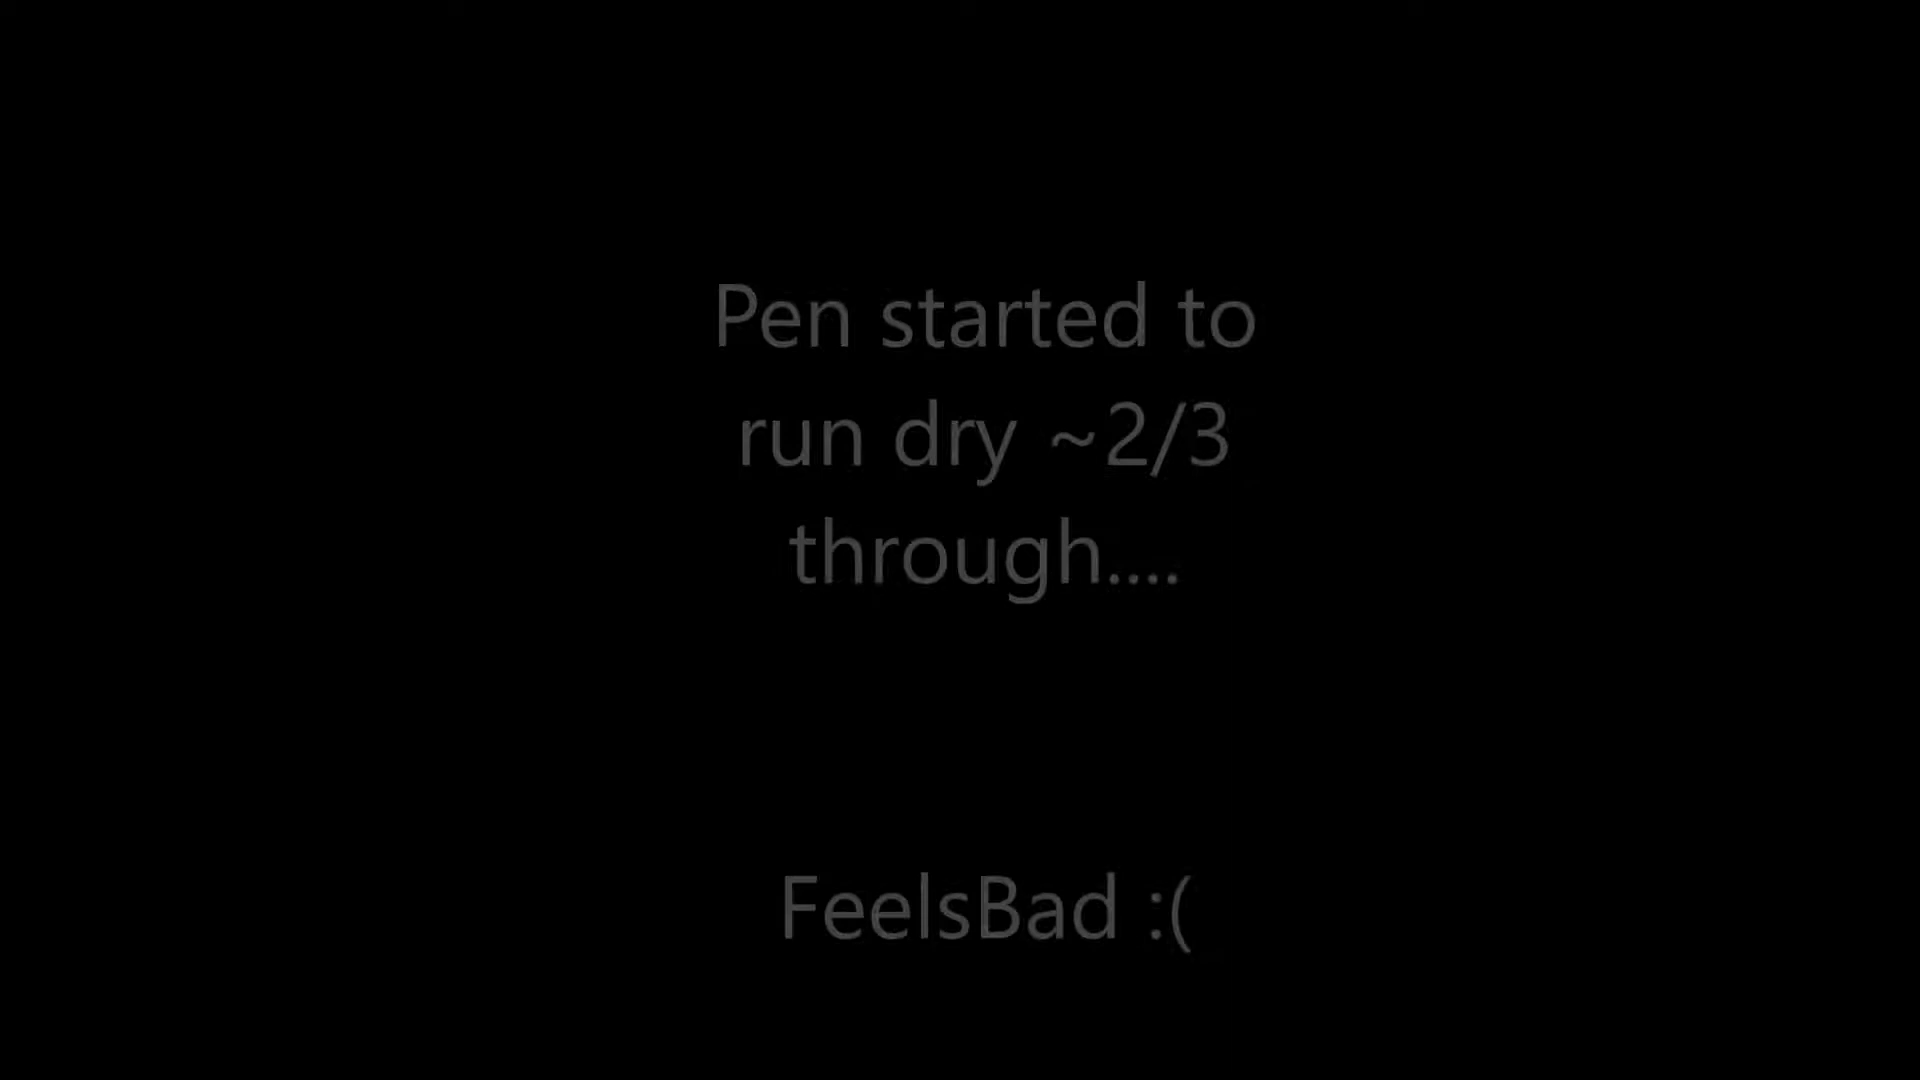 Pen started to
run dry ~2/3
through....
FeelsBad :(